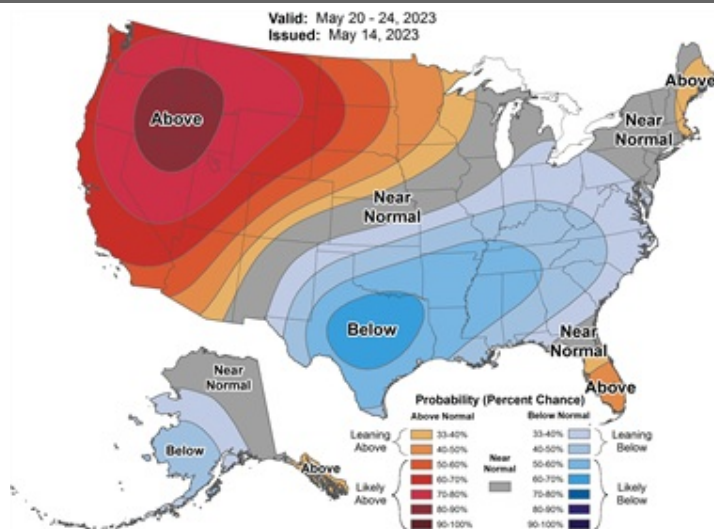 Valid: May 20 - 24, 2023
Issued: May 14, 2023
Above
Above
Near
Normal
Near
Normal
Below
Near
Normal
Above
Near
Normal
Below
Above
Probability (Percent Chance)
Above Normal
Below Normal
Leaning
Above
33-40%
40-50%
Likely
Above
50-60%
60-70%
70-80%
80-90%
90-100%
Near
Normal
33-40%
40-50%
Leaning
Below
50-60%
60-70%
70-80%
80-90%
90-100%
Likely
Below